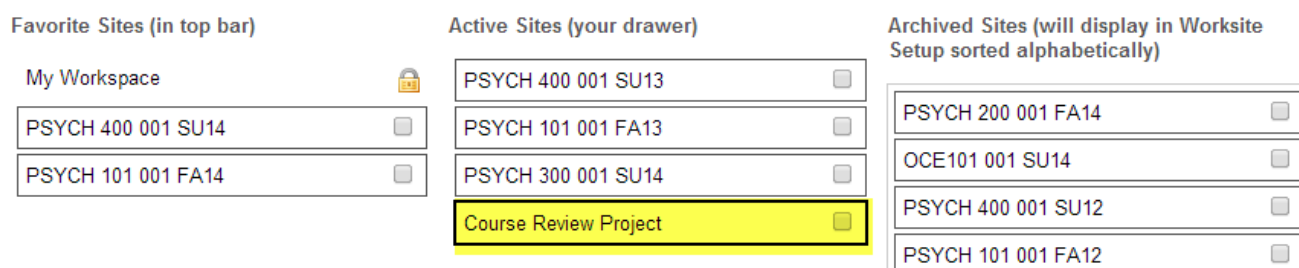 Favorite Sites (in top bar)
My Workspace
PSYCH 400 001 SU14
PSYCH 101 001 FA14
Active Sites (your drawer)
PSYCH 400 001 SU13
PSYCH 101 001 FA13
PSYCH 300 001 SU14
Course Review Project
Archived Sites (will display in Worksite
Setup sorted alphabetically)
PSYCH 200 001 FA14
OCE101 001 SU14
PSYCH 400 001 SU12
PSYCH 101 001 FA12